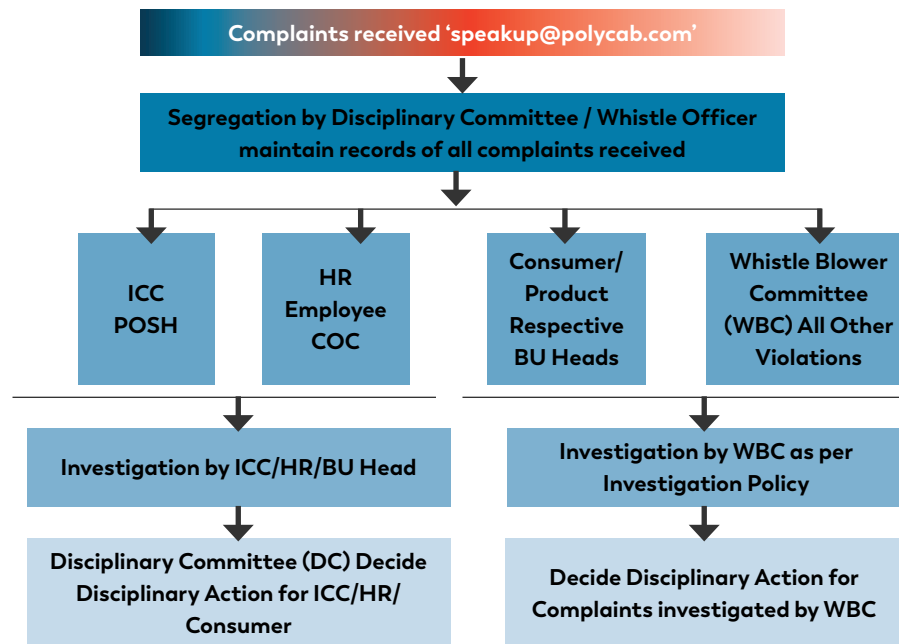 Complaints received ‘speakup@polycab.com’
Segregation by Disciplinary Committee / Whistle Officer
maintain records of all complaints received
ICC
POSH
HR
Employee
COC
Consumer/
Product
Respective
BU Heads
Whistle Blower
Committee
(WBC) All Other
Violations
Investigation by ICC/HR/BU Head
Investigation by WBC as per
Investigation Policy
Disciplinary Committee (DC) Decide
Disciplinary Action for ICC/HR/
Consumer
Decide Disciplinary Action for
Complaints investigated by WBC